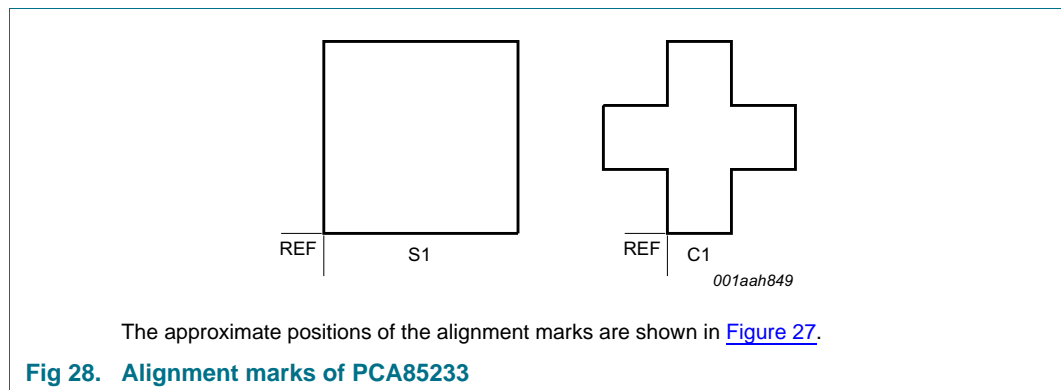 REF
S1
REF
C1
001aah849
The approximate positions of the alignment marks are shown in Figure 27.
Fig 28. Alignment marks of PCA85233